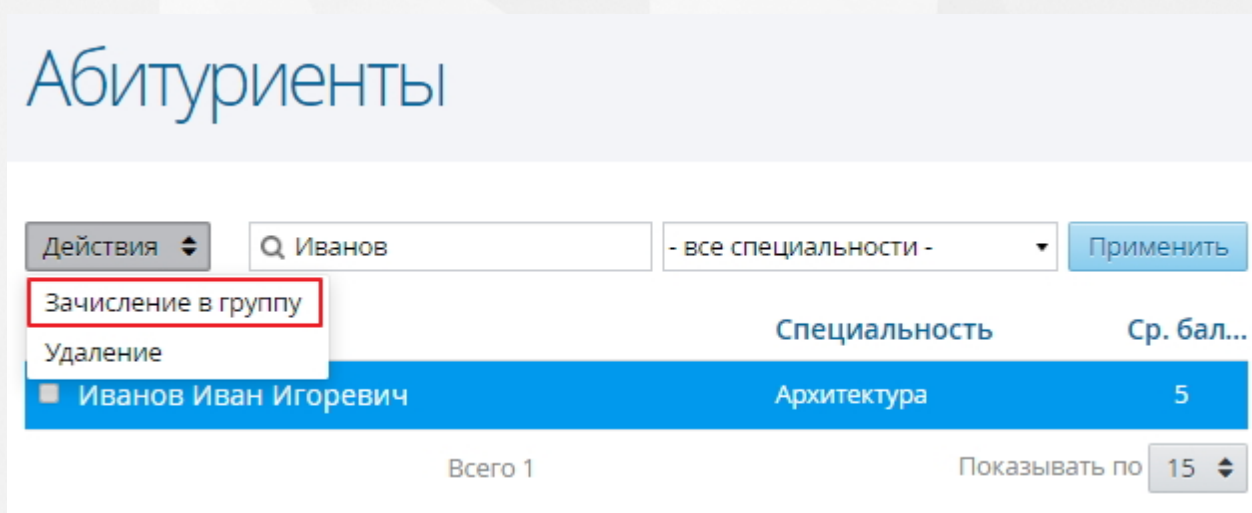 Абитуриенты
Действия Иванов - все специальности - Применить
Зачисление в группу
Удаление
Специальность Ср. бал...
Иванов Иван Игоревич Архитектура 5
Всего 1 Показывать по 15